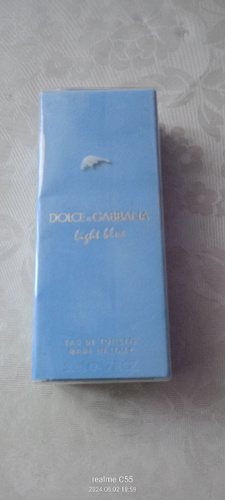 DOLCE & GABBANA
light blue
EAU DE TOILETTE
MADE IN ITALY
realme C55
2024.08.02 18:59